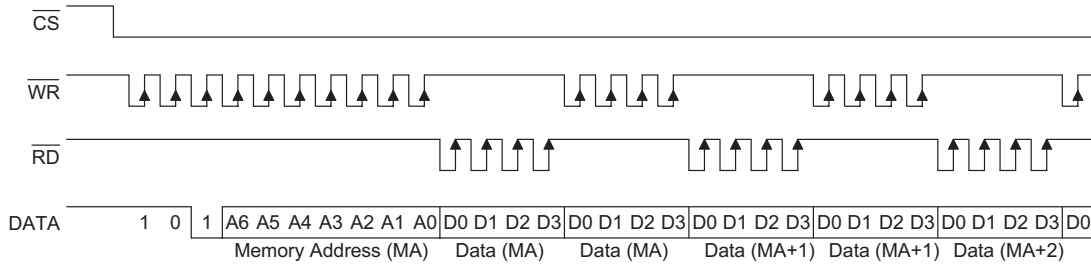 CS
WR
RD
DATA 1 0 1 A6 A5 A4 A3 A2 A1 A0 D0 D1 D2 D3 D0 D1 D2 D3 D0 D1 D2 D3 D0 D1 D2 D3 D0 D1 D2 D3 D0
Memory Address (MA) Data (MA) Data (MA) Data (MA+1) Data (MA+1) Data (MA+2)